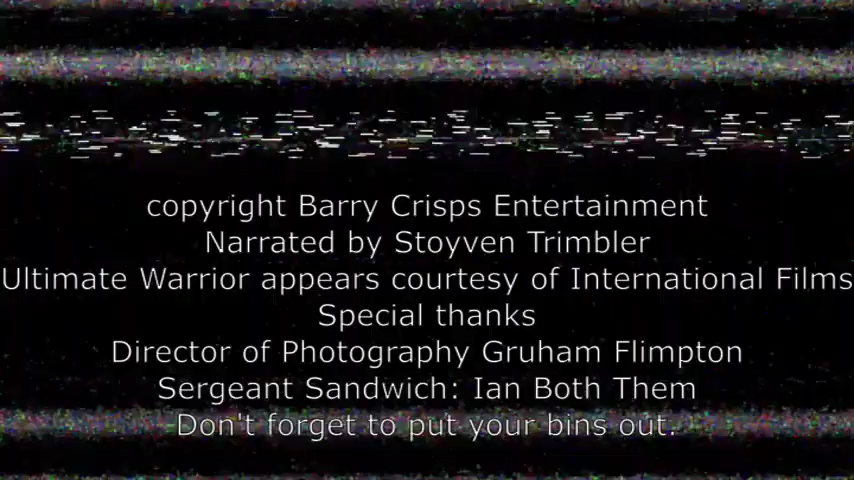 copyright Barry Crisps Entertainment
Narrated by Stoyven Trimbler
Ultimate Warrior appears courtesy of International Films
Special thanks
Director of Photography Gruham Flimpton
Sergeant Sandwich: Ian Both Them
Don't forget to put your bins out.